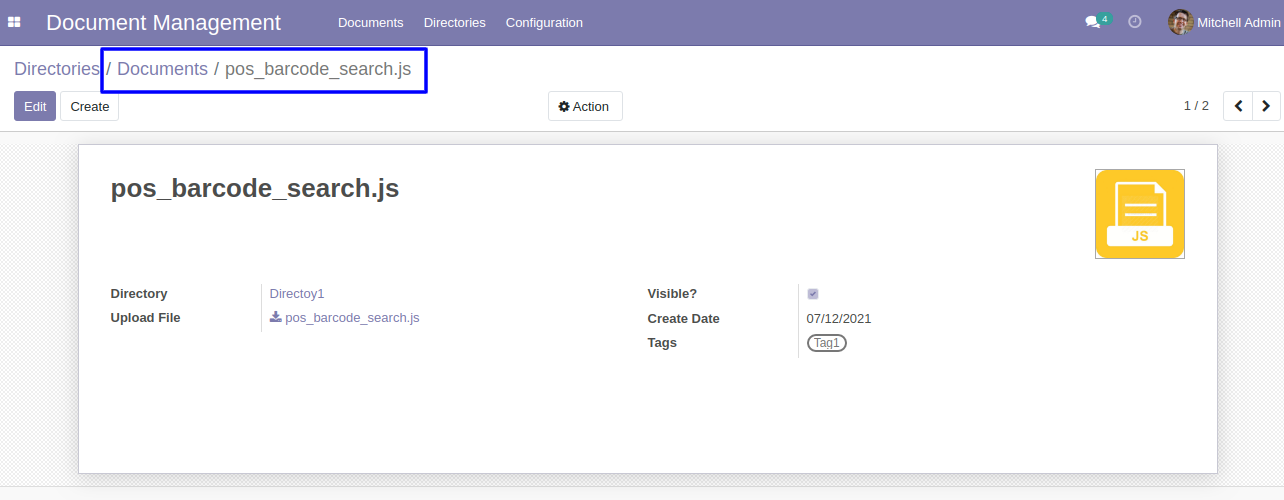 Document Management Documents Directories Configuration 4 Mitchell Admin
Directories / Documents / pos_barcode_search.js
Edit Create Action 1 / 2
pos_barcode_search.js
JS
Directory Directoy1 Visible?
Upload File pos_barcode_search.js Create Date 07/12/2021
Tags Tag1